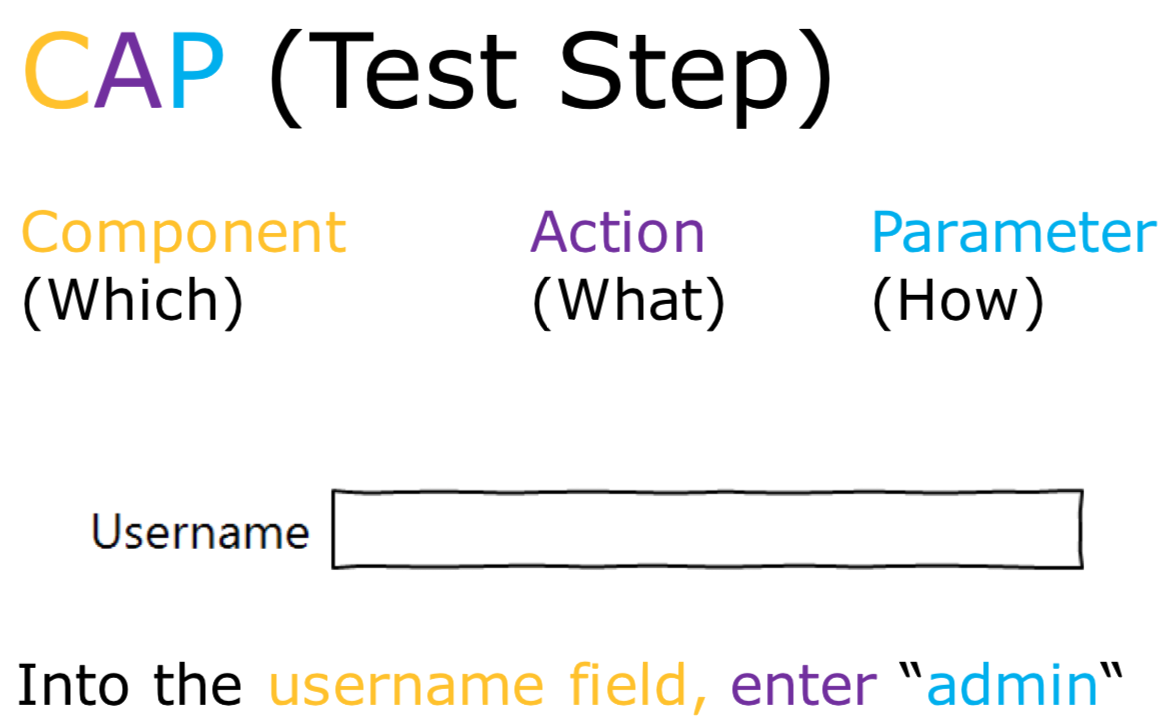 CAP (Test Step)
Component Action Parameter
(Which) (What) (How)
Username
Into the username field, enter “admin“